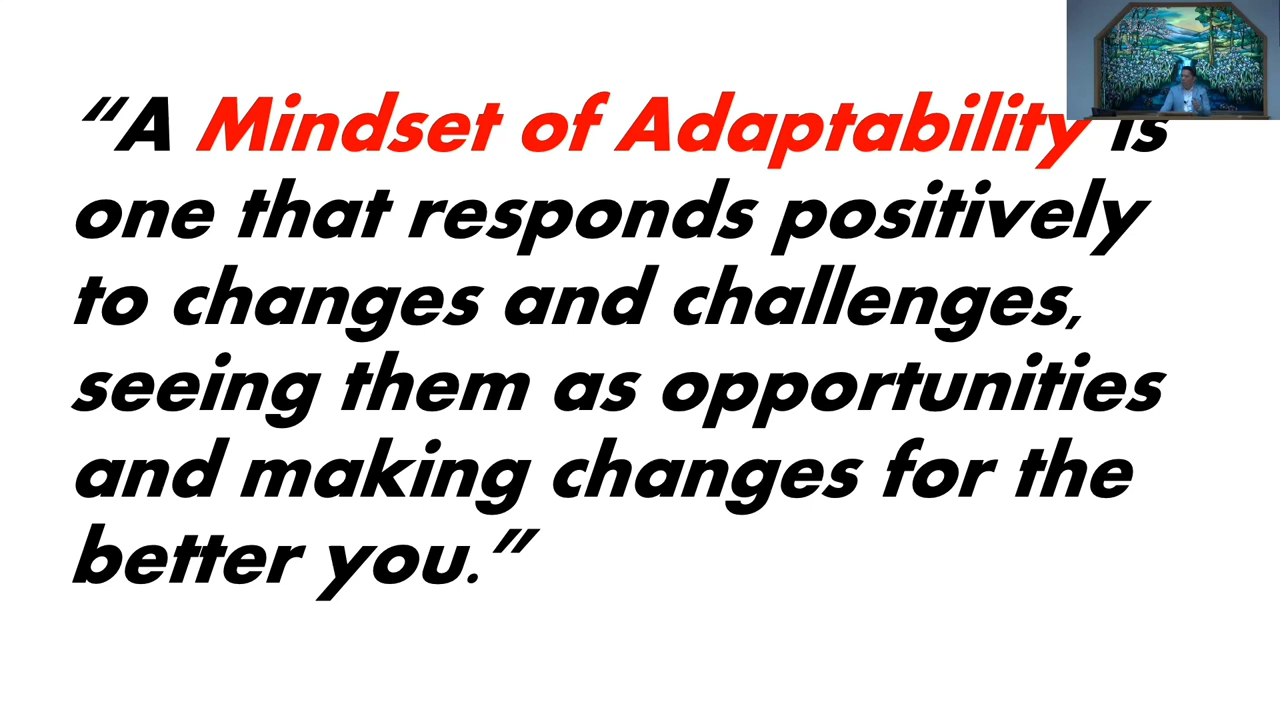 “A Mindset of Adaptability is
one that responds positively
to changes and challenges,
seeing them as opportunities
and making changes for the
better you.”